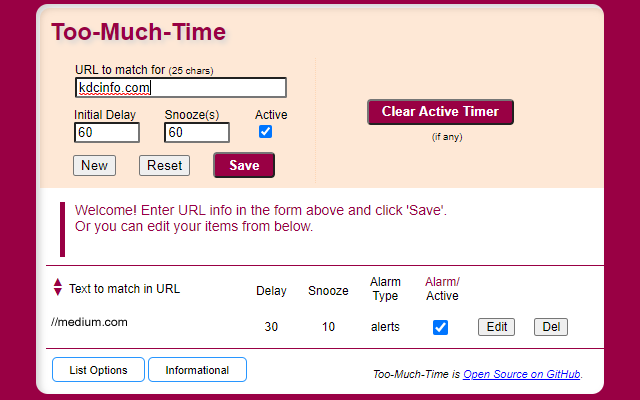 Too-Much-Time
URL to match for (25 chars)
kdcinfo.com
Initial Delay Snooze(s) Active
60 60
Clear Active Timer
(if any)
New Reset Save
Welcome! Enter URL info in the form above and click 'Save'.
Or you can edit your items from below.
Text to match in URL Delay Snooze Alarm Type Alarm/ Active
//medium.com 30 10 alerts Edit Del
List Options Informational Too-Much-Time is Open Source on GitHub.